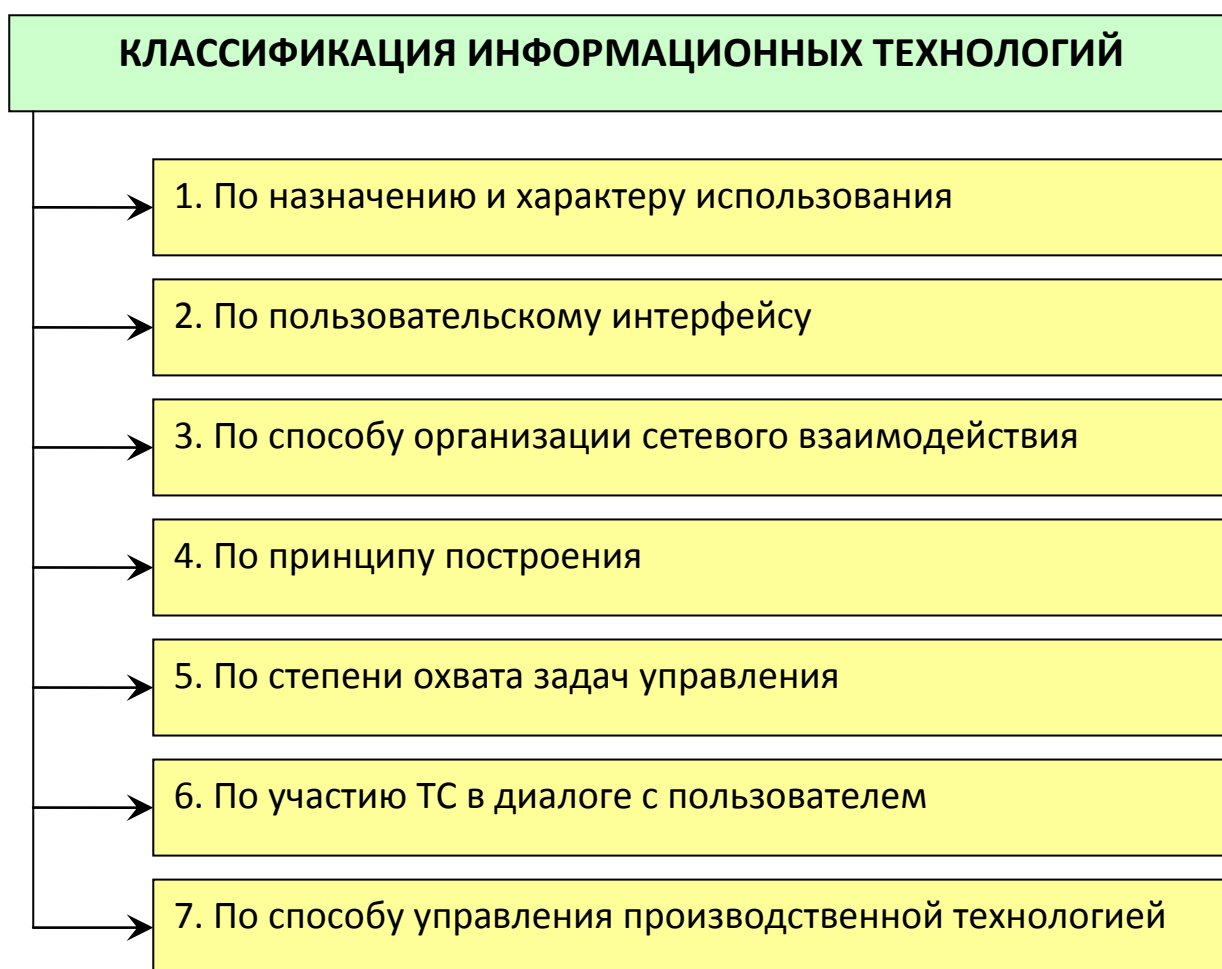 КЛАССИФИКАЦИЯ ИНФОРМАЦИОННЫХ ТЕХНОЛОГИЙ
1. По назначению и характеру использования
2. По пользовательскому интерфейсу
3. По способу организации сетевого взаимодействия
4. По принципу построения
5. По степени охвата задач управления
6. По участию ТС в диалоге с пользователем
7. По способу управления производственной технологией